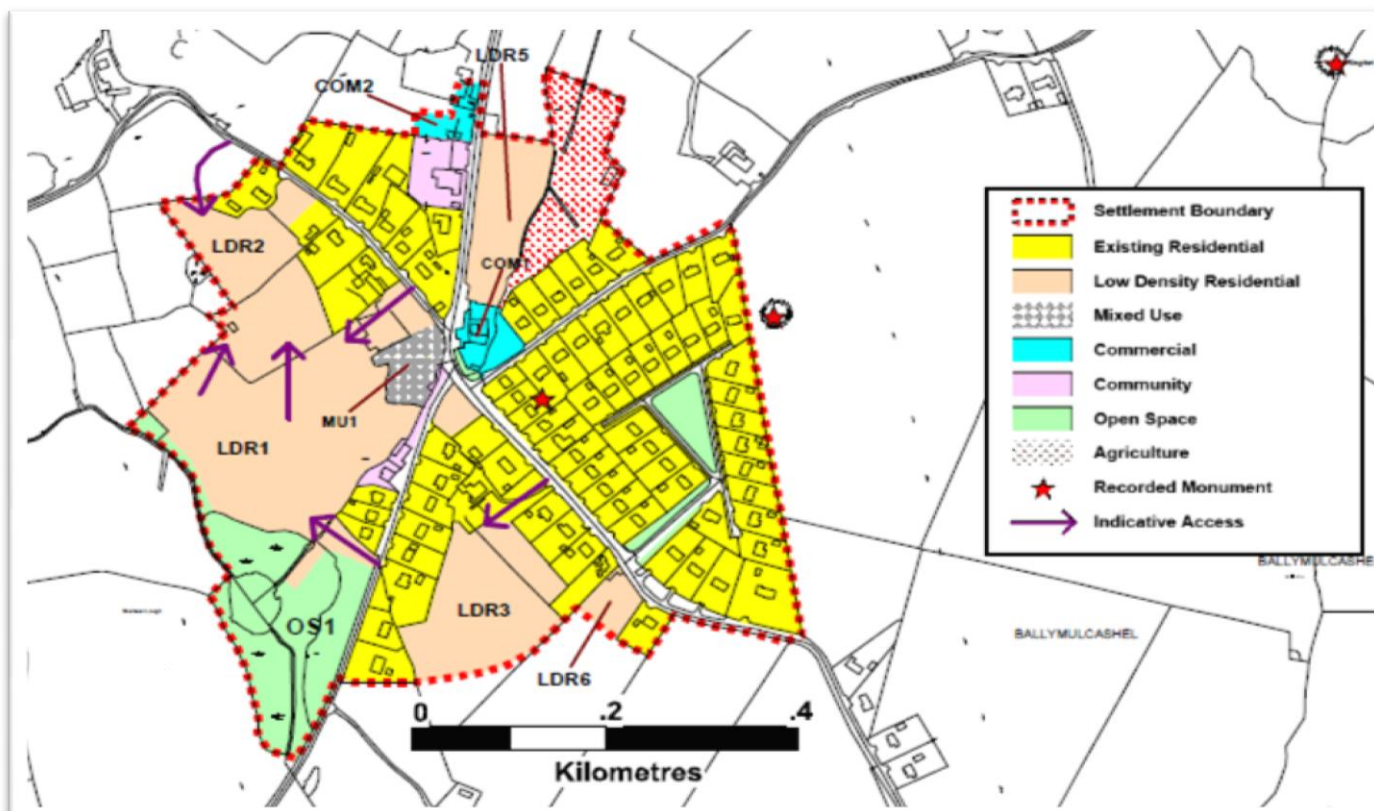 LDR5
COM2
LDR2
COM1
MU1
LDR1
LDR3
OS1
LDR6
0 .2 .4
Kilometres
Settlement Boundary
Existing Residential
Low Density Residential
Mixed Use
Commercial
Community
Open Space
Agriculture
Recorded Monument
Indicative Access
BALLYMULCASHEL
BALLYMULCASHEL